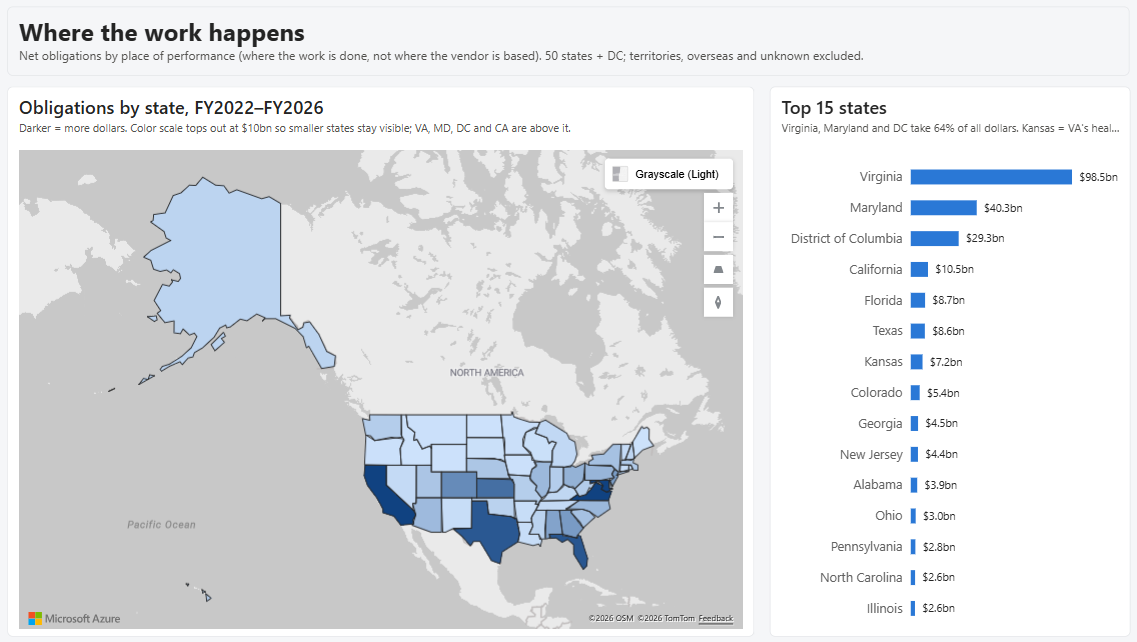 Where the work happens
Net obligations by place of performance (where the work is done, not where the vendor is based). 50 states + DC; territories, overseas and unknown excluded.
Obligations by state, FY2022–FY2026
Darker = more dollars. Color scale tops out at $10bn so smaller states stay visible; VA, MD, DC and CA are above it.
Grayscale (Light)
NORTH AMERICA
Pacific Ocean
Microsoft Azure
©2026 OSM ©2026 TomTom Feedback
Top 15 states
Virginia, Maryland and DC take 64% of all dollars. Kansas = VA's heal...
Virginia $98.5bn
Maryland $40.3bn
District of Columbia $29.3bn
California $10.5bn
Florida $8.7bn
Texas $8.6bn
Kansas $7.2bn
Colorado $5.4bn
Georgia $4.5bn
New Jersey $4.4bn
Alabama $3.9bn
Ohio $3.0bn
Pennsylvania $2.8bn
North Carolina $2.6bn
Illinois $2.6bn